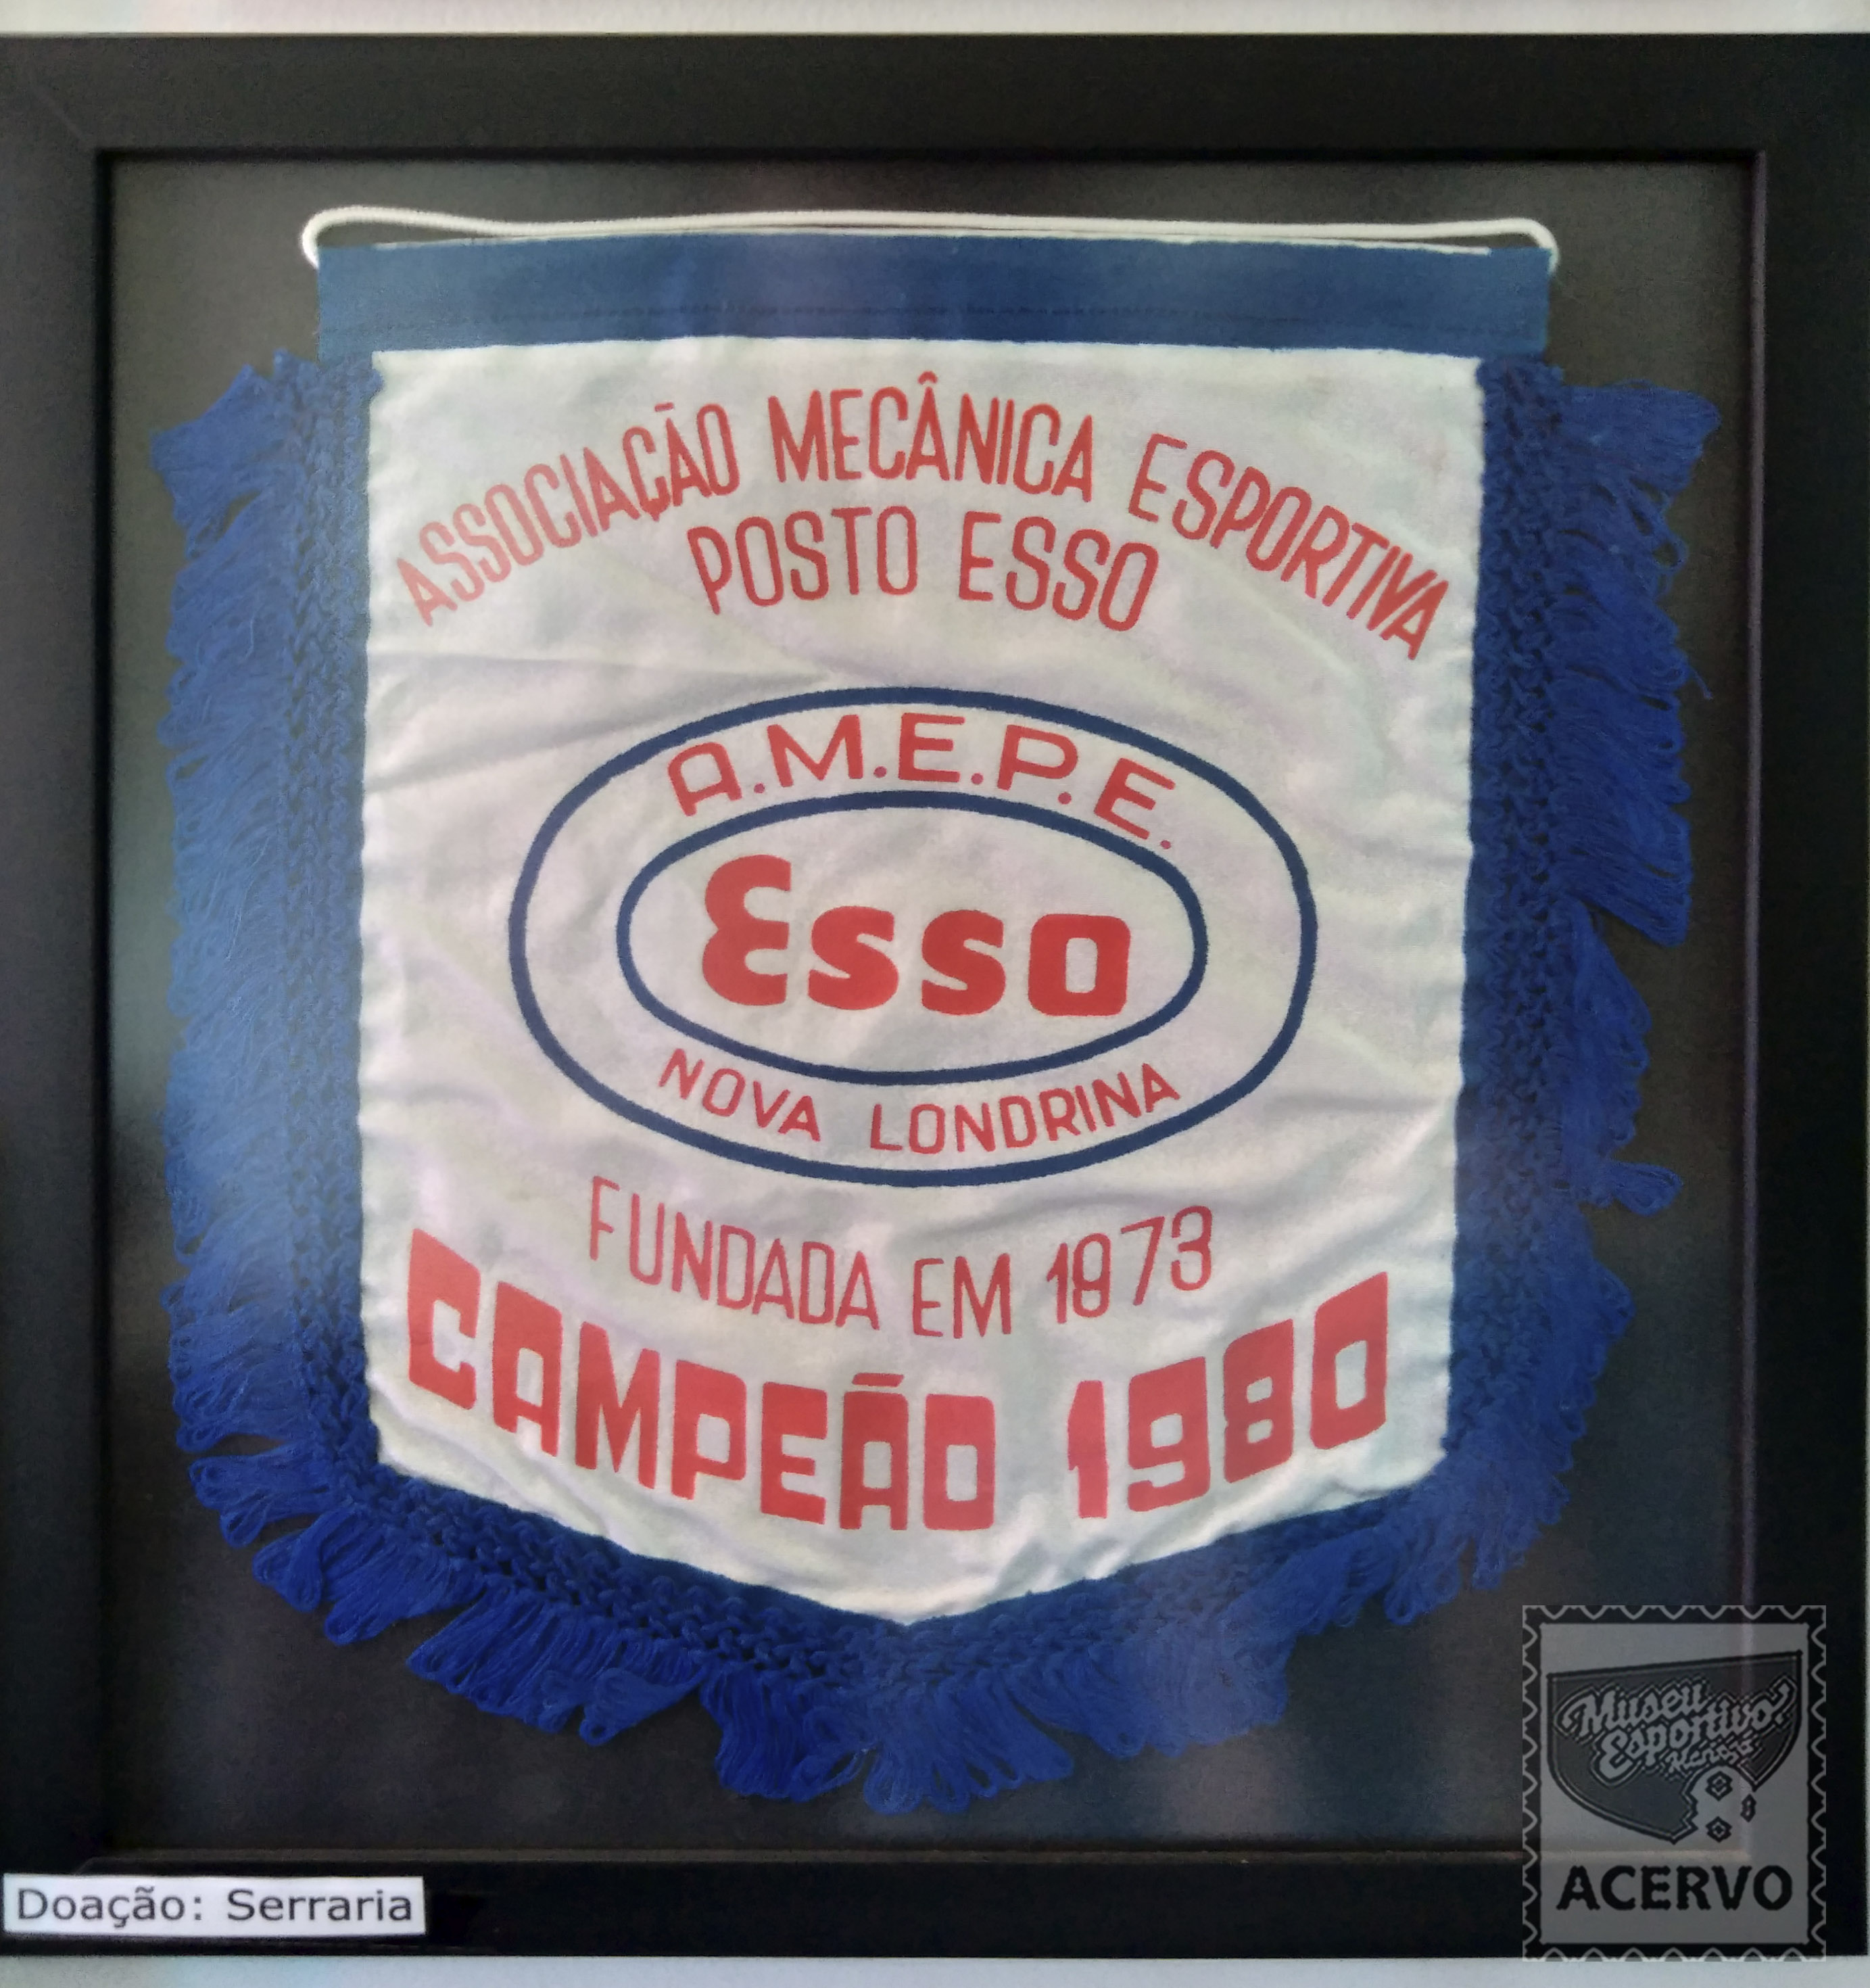 ASSOCIAÇÃO MECÂNICA ESPORTIVA
POSTO ESSO
A.M.E.P.E.
Esso
NOVA LONDRINA
FUNDADA EM 1973
CAMPEÃO 1980
Doação: Serraria
Museu
Esportivo
ACERVO